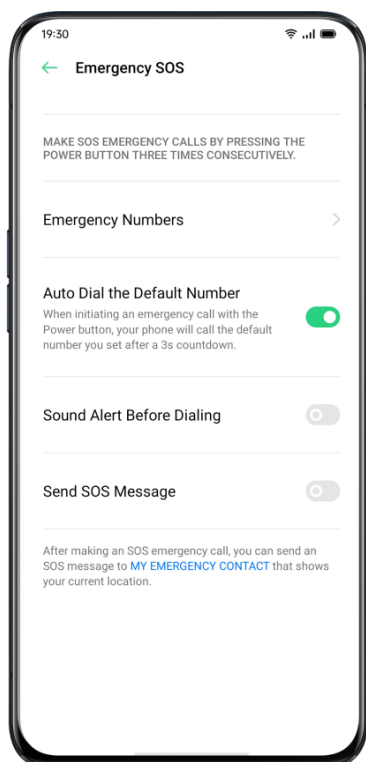 19:30
Emergency SOS
MAKE SOS EMERGENCY CALLS BY PRESSING THE
POWER BUTTON THREE TIMES CONSECUTIVELY.
Emergency Numbers
Auto Dial the Default Number
When initiating an emergency call with the
Power button, your phone will call the default
number you set after a 3s countdown.
Sound Alert Before Dialing
Send SOS Message
After making an SOS emergency call, you can send an
SOS message to MY EMERGENCY CONTACT that shows
your current location.